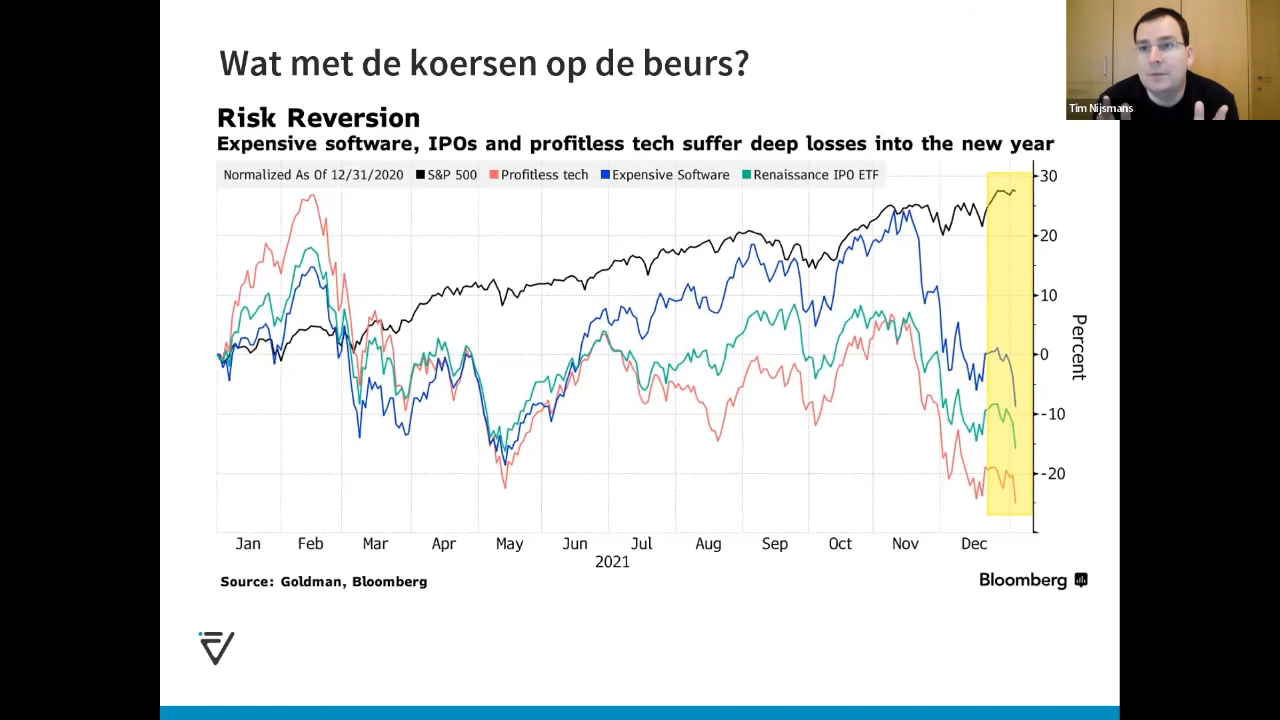 Wat met de koersen op de beurs?
Tim Nijsmans
Risk Reversion
Expensive software, IPOs and profitless tech suffer deep losses into the new year
Normalized As Of 12/31/2020 S&P 500 Profitless tech Expensive Software Renaissance IPO ETF
30
20
10
0
-10
-20
Percent
Jan Feb Mar Apr May Jun Jul Aug Sep Oct Nov Dec
2021
Source: Goldman, Bloomberg
Bloomberg